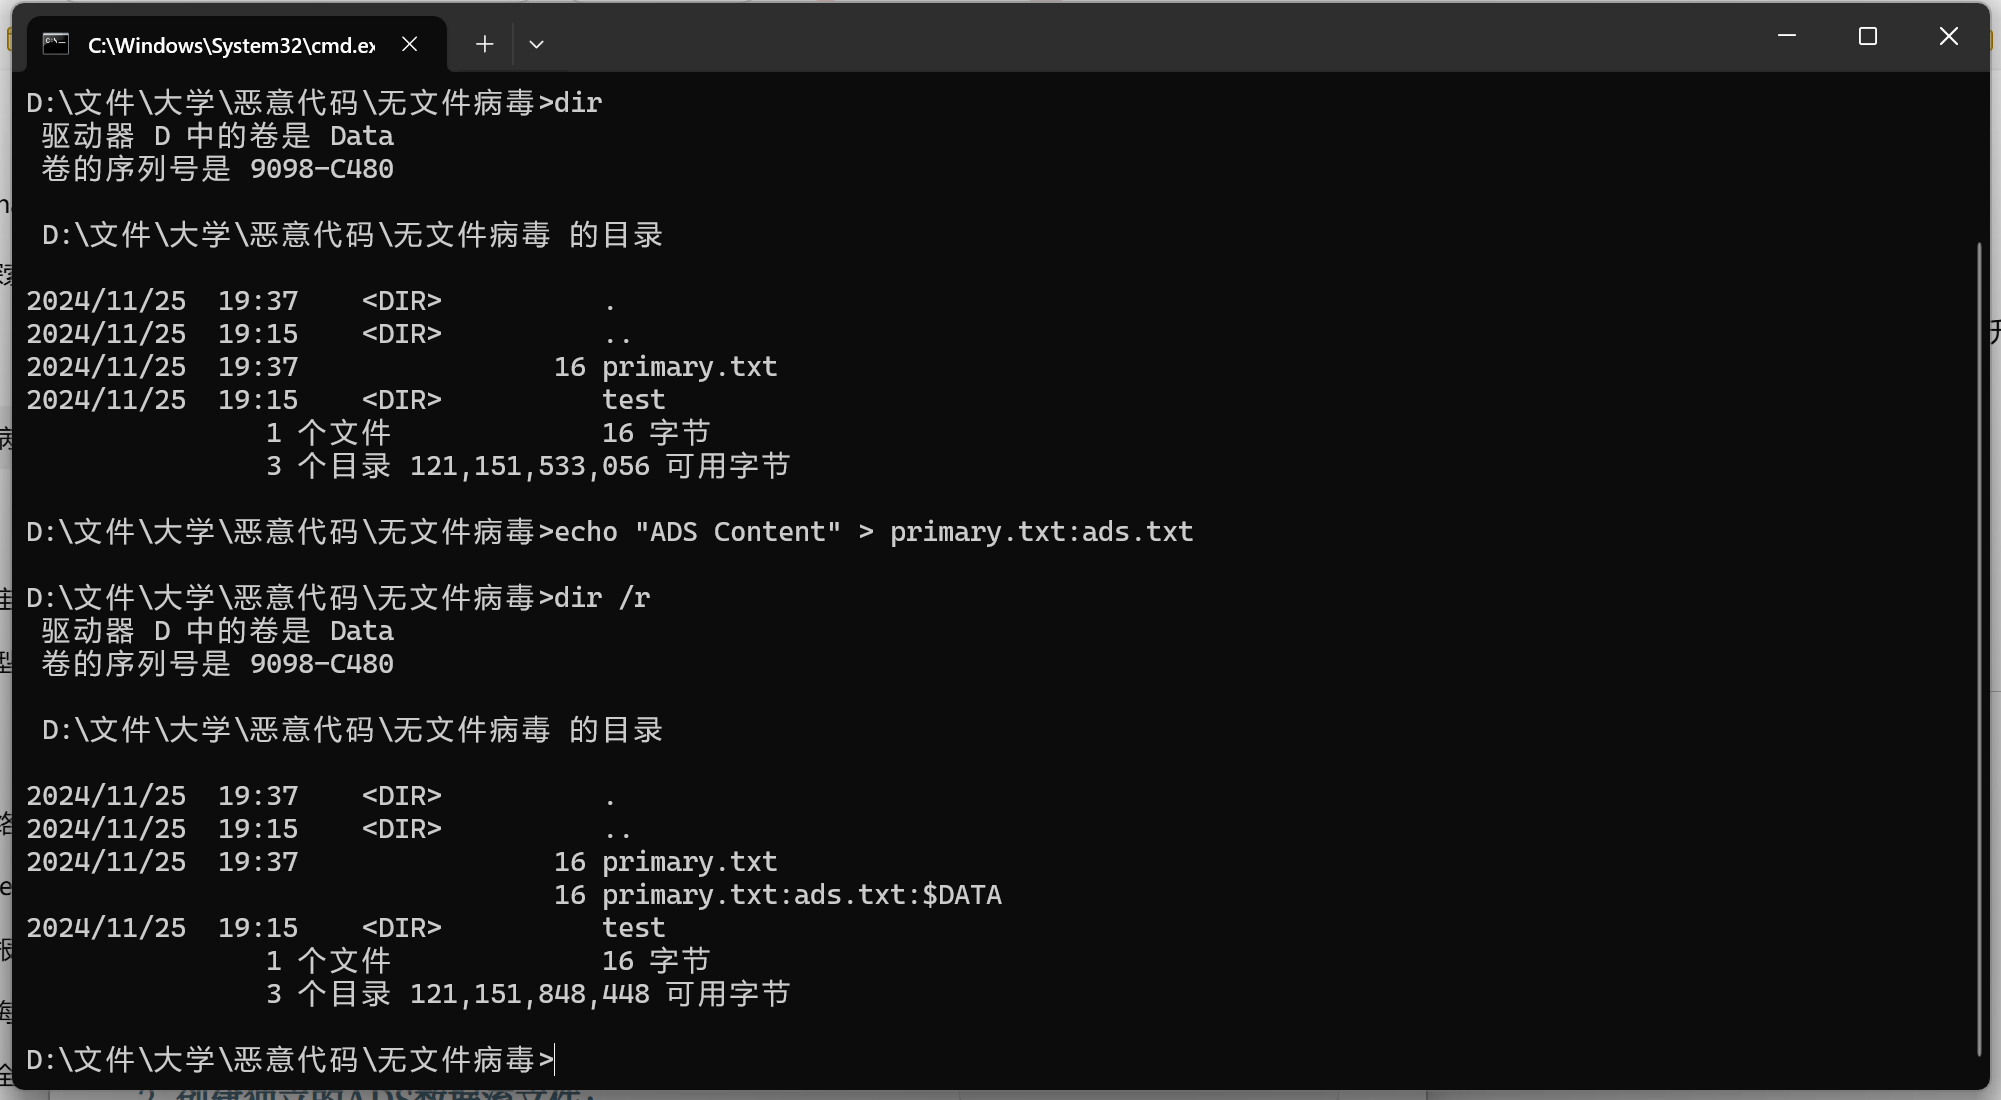 C:\Windows\System32\cmd.ex
D:\文件\大学\恶意代码\无文件病毒>dir
驱动器 D 中的卷是 Data
卷的序列号是 9098-C480
D:\文件\大学\恶意代码\无文件病毒 的目录
2024/11/25  19:37    <DIR>          .
2024/11/25  19:15    <DIR>          ..
2024/11/25  19:37                16 primary.txt
2024/11/25  19:15    <DIR>          test
1 个文件             16 字节
3 个目录 121,151,533,056 可用字节
D:\文件\大学\恶意代码\无文件病毒>echo "ADS Content" > primary.txt:ads.txt
D:\文件\大学\恶意代码\无文件病毒>dir /r
驱动器 D 中的卷是 Data
卷的序列号是 9098-C480
D:\文件\大学\恶意代码\无文件病毒 的目录
2024/11/25  19:37    <DIR>          .
2024/11/25  19:15    <DIR>          ..
2024/11/25  19:37                16 primary.txt
16 primary.txt:ads.txt:$DATA
2024/11/25  19:15    <DIR>          test
1 个文件             16 字节
3 个目录 121,151,848,448 可用字节
D:\文件\大学\恶意代码\无文件病毒>